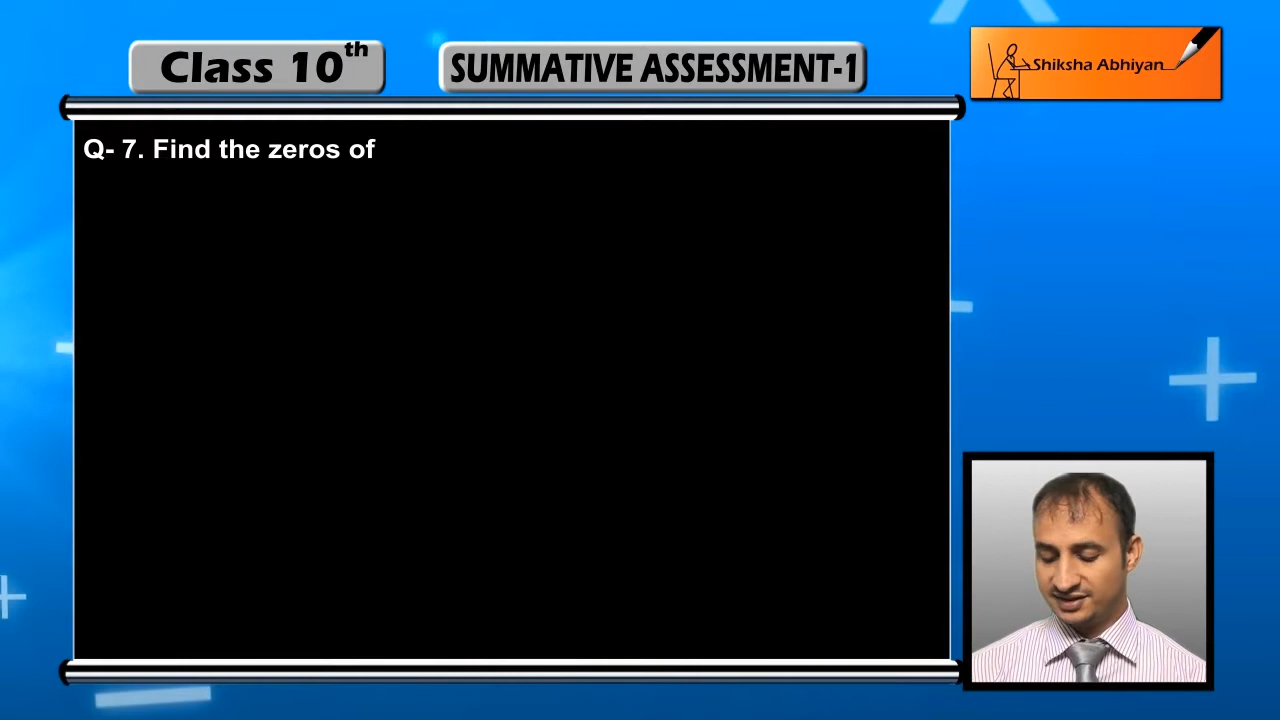 Class 10th
SUMMATIVE ASSESSMENT-1
Shiksha Abhiyan
Q- 7. Find the zeros of